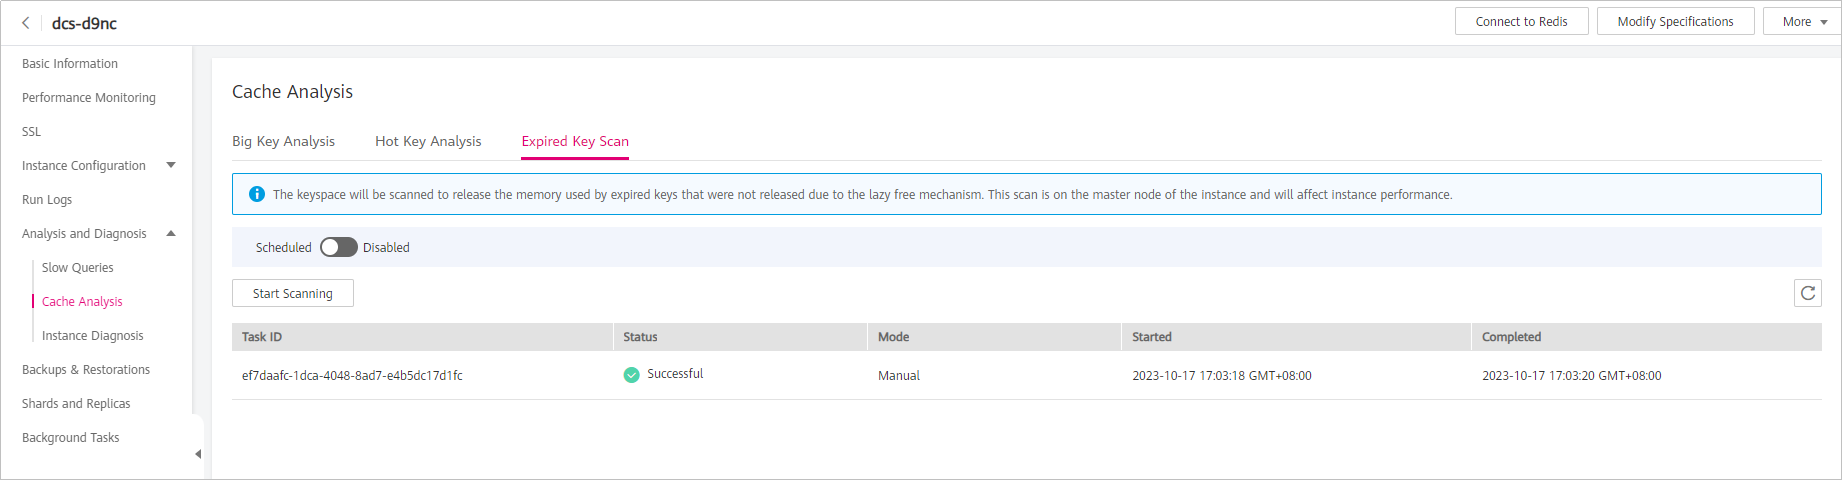 dcs-d9nc
Connect to Redis
Modify Specifications
More
Basic Information
Performance Monitoring
SSL
Instance Configuration
Run Logs
Analysis and Diagnosis
Slow Queries
Cache Analysis
Instance Diagnosis
Backups & Restorations
Shards and Replicas
Background Tasks
Cache Analysis
Big Key Analysis
Hot Key Analysis
Expired Key Scan
The keyspace will be scanned to release the memory used by expired keys that were not released due to the lazy free mechanism. This scan is on the master node of the instance and will affect instance performance.
Scheduled Disabled
Start Scanning
Task ID Status Mode Started Completed
ef7daafc-1dca-4048-8ad7-e4b5dc17d1fc Successful Manual 2023-10-17 17:03:18 GMT+08:00 2023-10-17 17:03:20 GMT+08:00